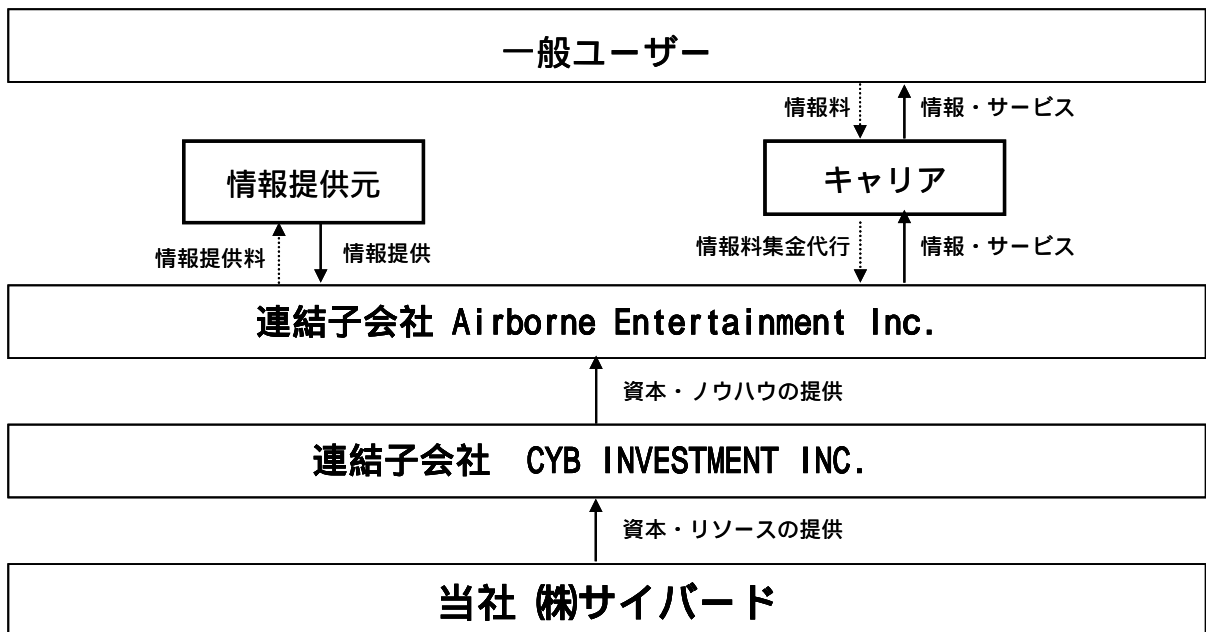 一般ユーザー
情報料
情報・サービス
情報提供元
キャリア
情報提供料
情報提供
情報料集金代行
情報・サービス
連結子会社 Airborne Entertainment Inc.
資本・ノウハウの提供
連結子会社 CYB INVESTMENT INC.
資本・リソースの提供
当社 ㈱サイバード